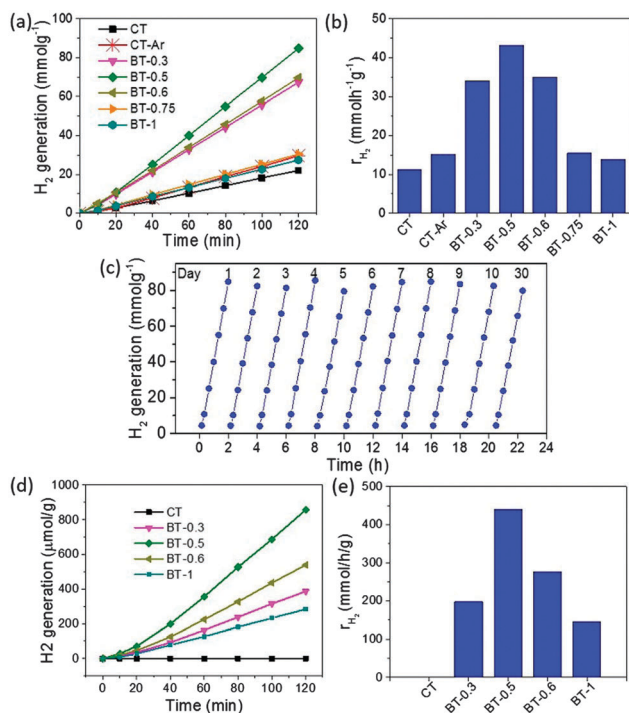 (a)
H₂ generation (mmolg⁻¹)
100
80
60
40
20
0
CT
CT-Ar
BT-0.3
BT-0.5
BT-0.6
BT-0.75
BT-1
0 20 40 60 80 100 120
Time (min)
(b)
r_H₂ (mmolh⁻¹g⁻¹)
50
40
30
20
10
0
CT
CT-Ar
BT-0.3
BT-0.5
BT-0.6
BT-0.75
BT-1
(c)
H₂ generation (mmolg⁻¹)
Day 1 2 3 4 5 6 7 8 9 10 30
80
60
40
20
0
0 2 4 6 8 10 12 14 16 18 20 22 24
Time (h)
(d)
H2 generation (μmol/g)
1000
800
600
400
200
0
CT
BT-0.3
BT-0.5
BT-0.6
BT-1
0 20 40 60 80 100 120
Time (min)
(e)
r_H₂ (mmol/h/g)
500
400
300
200
100
0
CT
BT-0.3
BT-0.5
BT-0.6
BT-1